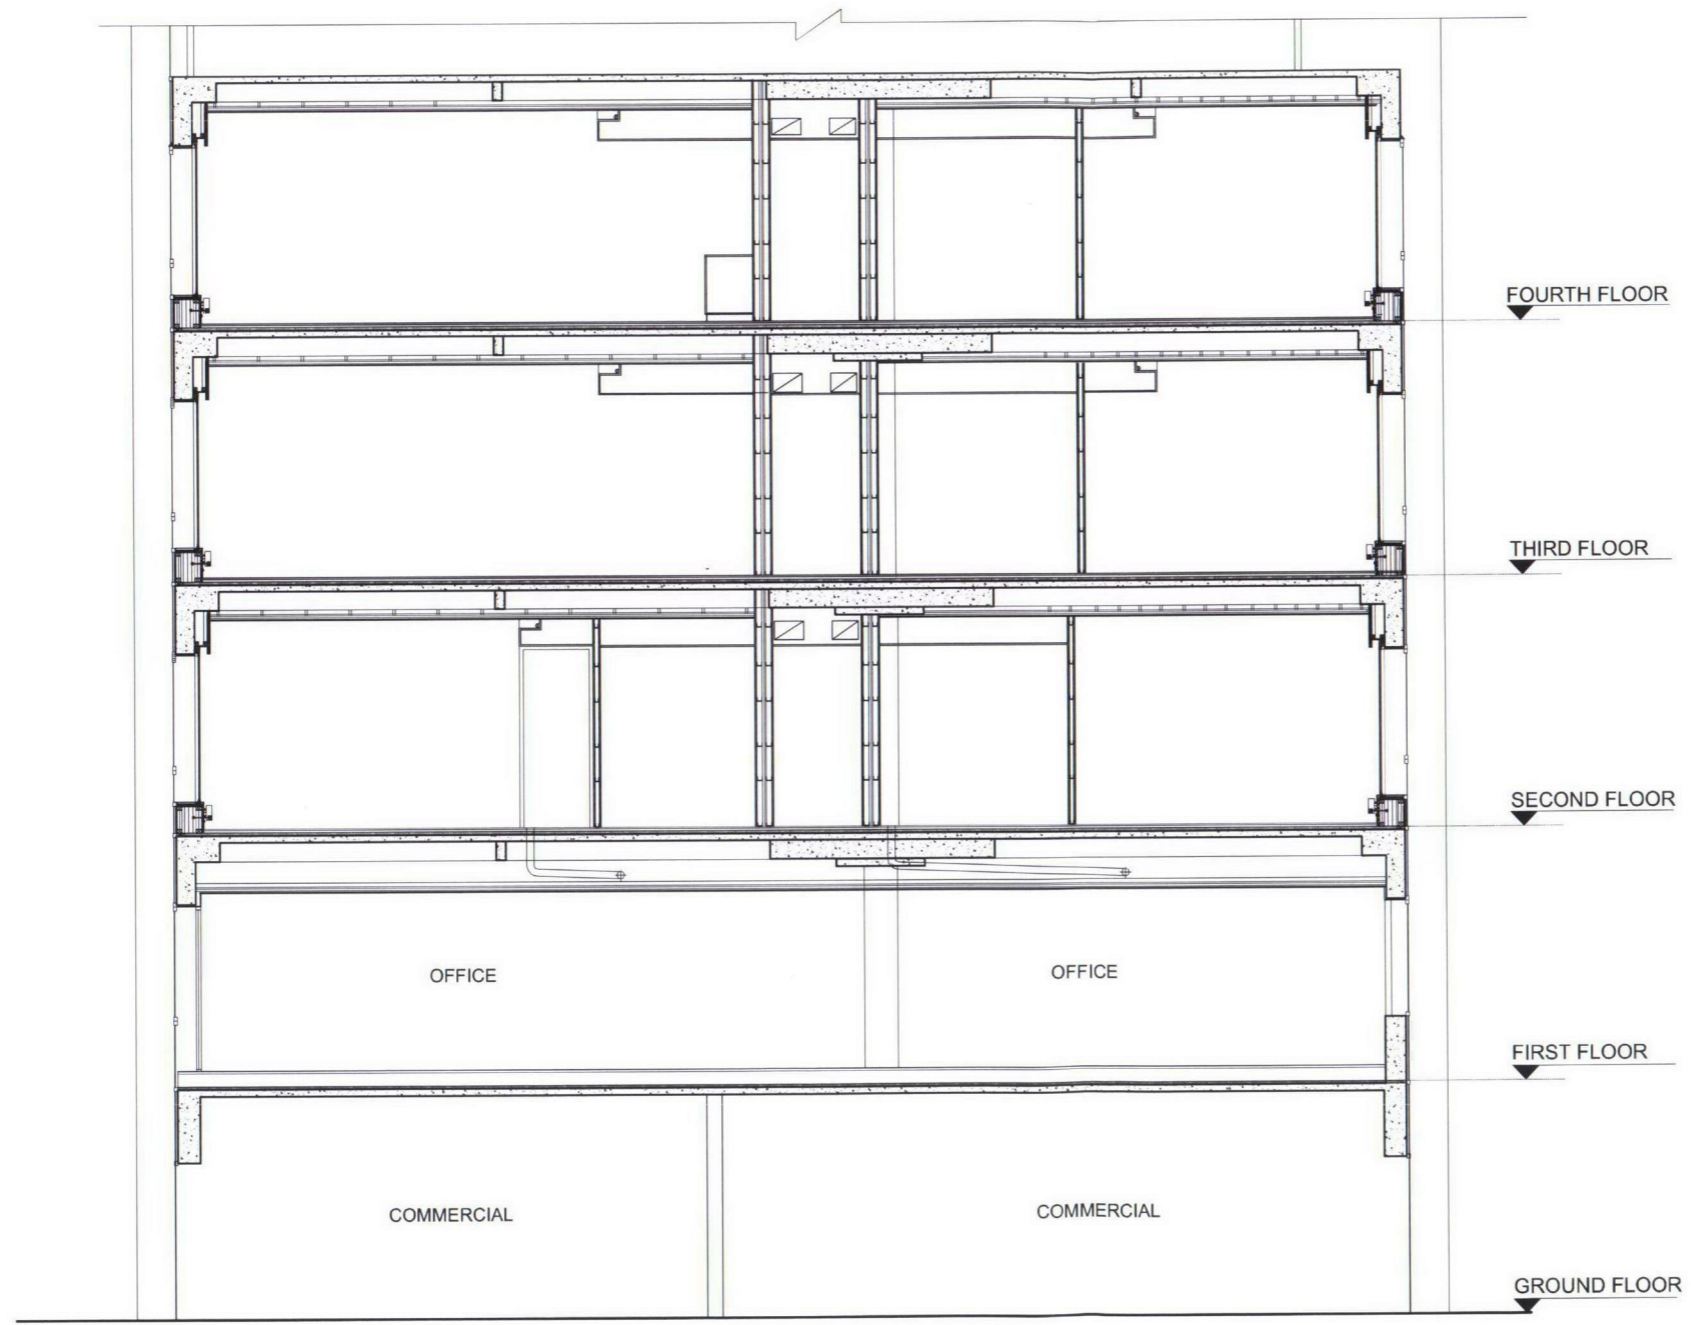 FOURTH FLOOR
THIRD FLOOR
SECOND FLOOR
OFFICE
OFFICE
FIRST FLOOR
COMMERCIAL
COMMERCIAL
GROUND FLOOR